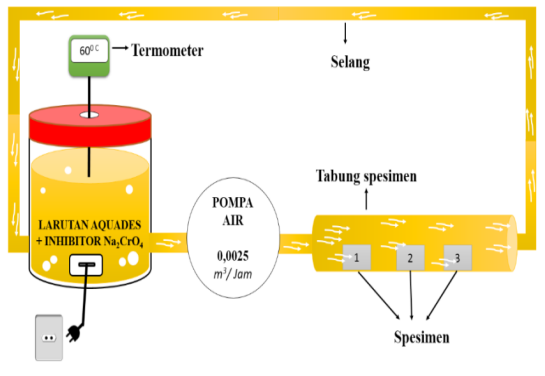 60⁰ C
Termometer
Selang
Tabung spesimen
LARUTAN AQUADES
+ INHIBITOR Na₂CrO₄
POMPA
AIR
0,0025
m³/ Jam
1
2
3
Spesimen